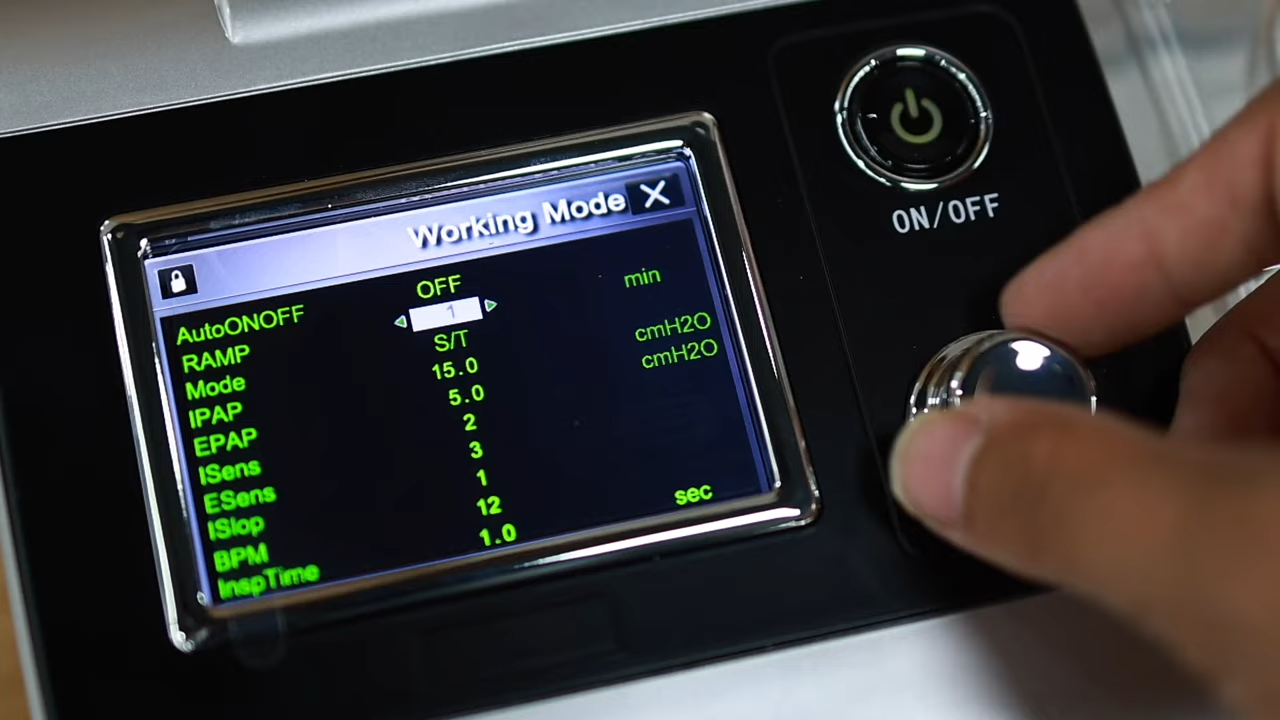 Working Mode
AutoONOFF OFF
RAMP 1 min
Mode S/T
IPAP 15.0 cmH2O
EPAP 5.0 cmH2O
ISens 2
ESens 3
ISlop 1
BPM 12
InspTime 1.0 sec
ON/OFF